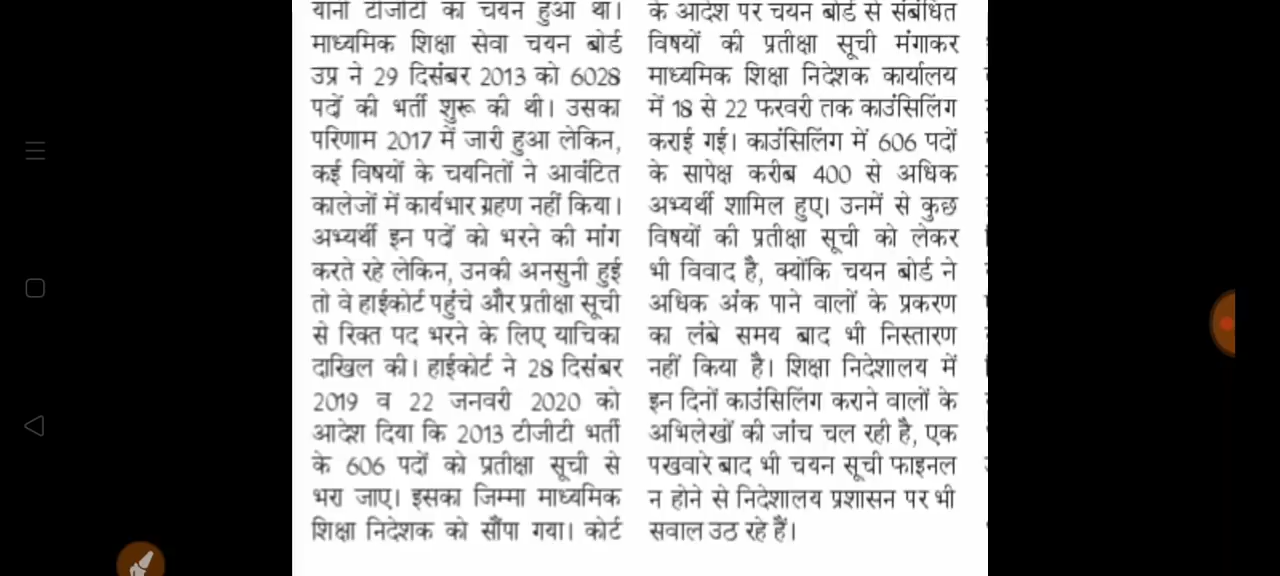 यानी टीजीटी का चयन हुआ था।
माध्यमिक शिक्षा सेवा चयन बोर्ड
उप्र ने 29 दिसंबर 2013 को 6028
पदों की भर्ती शुरू की थी। उसका
परिणाम 2017 में जारी हुआ लेकिन,
कई विषयों के चयनितों ने आवंटित
कालेजों में कार्यभार ग्रहण नहीं किया।
अभ्यर्थी इन पदों को भरने की मांग
करते रहे लेकिन, उनकी अनसुनी हुई
तो वे हाईकोर्ट पहुंचे और प्रतीक्षा सूची
से रिक्त पद भरने के लिए याचिका
दाखिल की। हाईकोर्ट ने 28 दिसंबर
2019 व 22 जनवरी 2020 को
आदेश दिया कि 2013 टीजीटी भर्ती
के 606 पदों को प्रतीक्षा सूची से
भरा जाए। इसका जिम्मा माध्यमिक
शिक्षा निदेशक को सौंपा गया। कोर्ट
के आदेश पर चयन बोर्ड से संबंधित
विषयों की प्रतीक्षा सूची मंगाकर
माध्यमिक शिक्षा निदेशक कार्यालय
में 18 से 22 फरवरी तक काउंसिलिंग
कराई गई। काउंसिलिंग में 606 पदों
के सापेक्ष करीब 400 से अधिक
अभ्यर्थी शामिल हुए। उनमें से कुछ
विषयों की प्रतीक्षा सूची को लेकर
भी विवाद है, क्योंकि चयन बोर्ड ने
अधिक अंक पाने वालों के प्रकरण
का लंबे समय बाद भी निस्तारण
नहीं किया है। शिक्षा निदेशालय में
इन दिनों काउंसिलिंग कराने वालों के
अभिलेखों की जांच चल रही है, एक
पखवारे बाद भी चयन सूची फाइनल
न होने से निदेशालय प्रशासन पर भी
सवाल उठ रहे हैं।